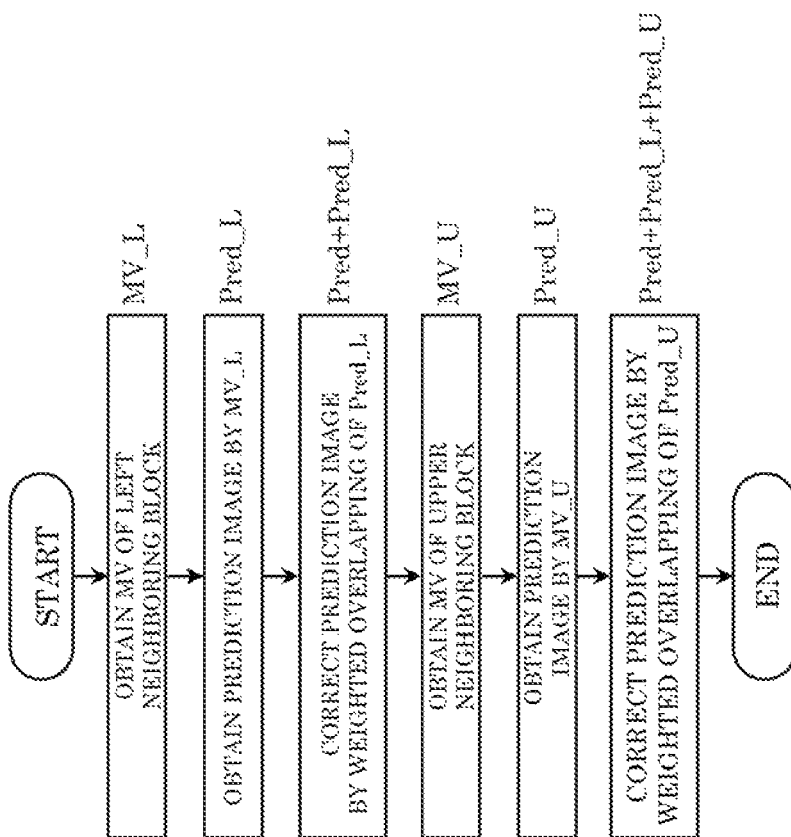 START
OBTAIN MV OF LEFT
NEIGHBORING BLOCK
MV_L
OBTAIN PREDICTION IMAGE BY MV_L
Pred_L
CORRECT PREDICTION IMAGE
BY WEIGHTED OVERLAPPING OF Pred_L
Pred+Pred_L
OBTAIN MV OF UPPER
NEIGHBORING BLOCK
MV_U
OBTAIN PREDICTION
IMAGE BY MV_U
Pred_U
CORRECT PREDICTION IMAGE BY
WEIGHTED OVERLAPPING OF Pred_U
Pred+Pred_L+Pred_U
END